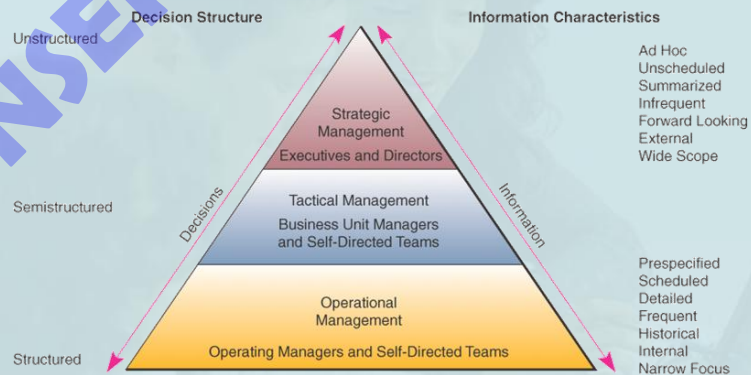 Decision Structure
Information Characteristics
Unstructured
Semistructured
Structured
Decisions
Strategic
Management
Executives and Directors
Tactical Management
Business Unit Managers
and Self-Directed Teams
Operational
Management
Operating Managers and Self-Directed Teams
Information
Ad Hoc
Unscheduled
Summarized
Infrequent
Forward Looking
External
Wide Scope
Prespecified
Scheduled
Detailed
Frequent
Historical
Internal
Narrow Focus